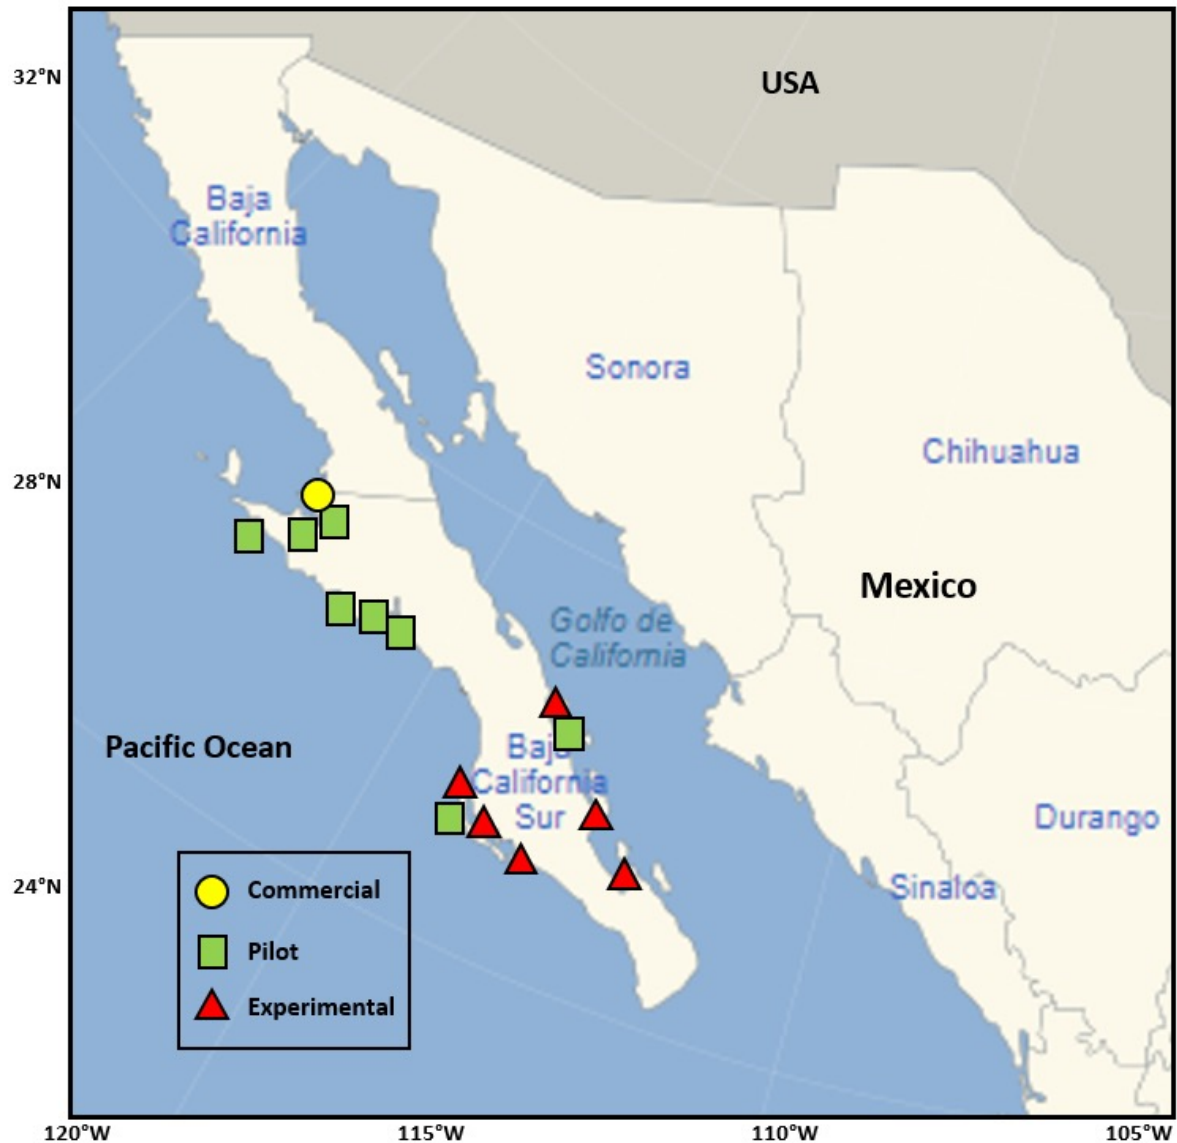 32°N
USA
Baja
California
Sonora
Chihuahua
28°N
Mexico
Golfo de
California
Pacific Ocean
Baja
California
Sur
Durango
Sinaloa
24°N
Commercial
Pilot
Experimental
120°W
115°W
110°W
105°W